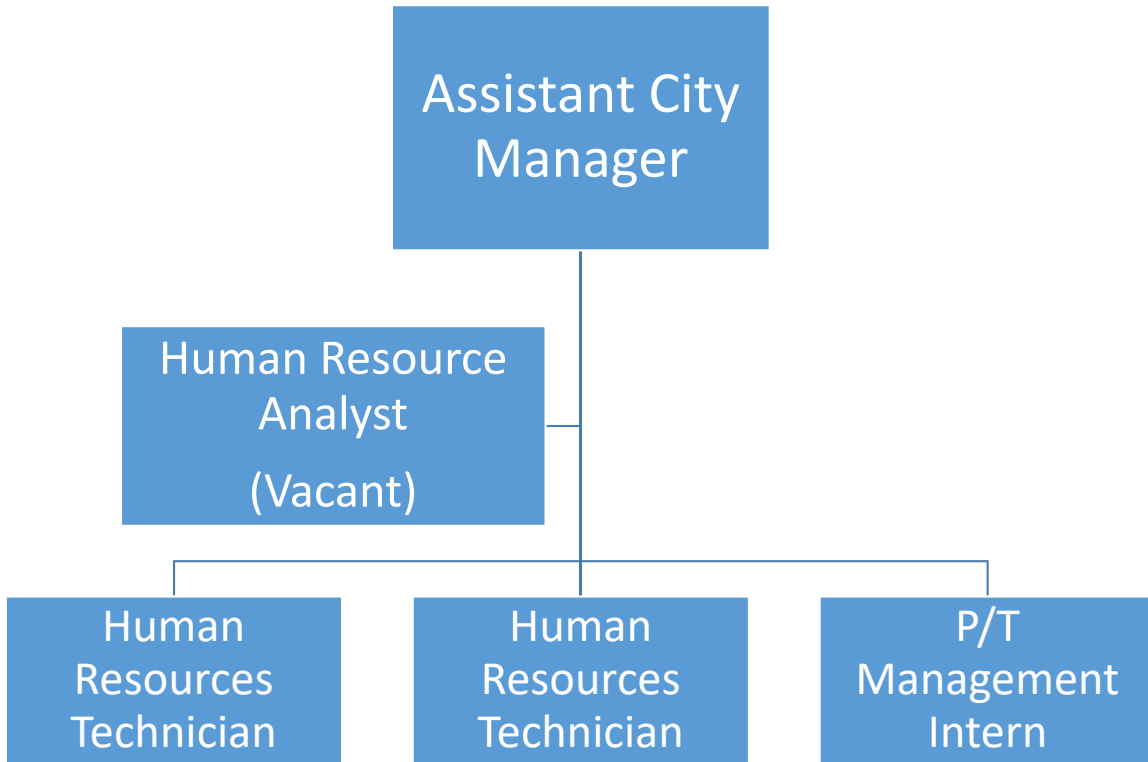 Assistant City
Manager
Human Resource
Analyst
(Vacant)
Human
Resources
Technician
Human
Resources
Technician
P/T
Management
Intern